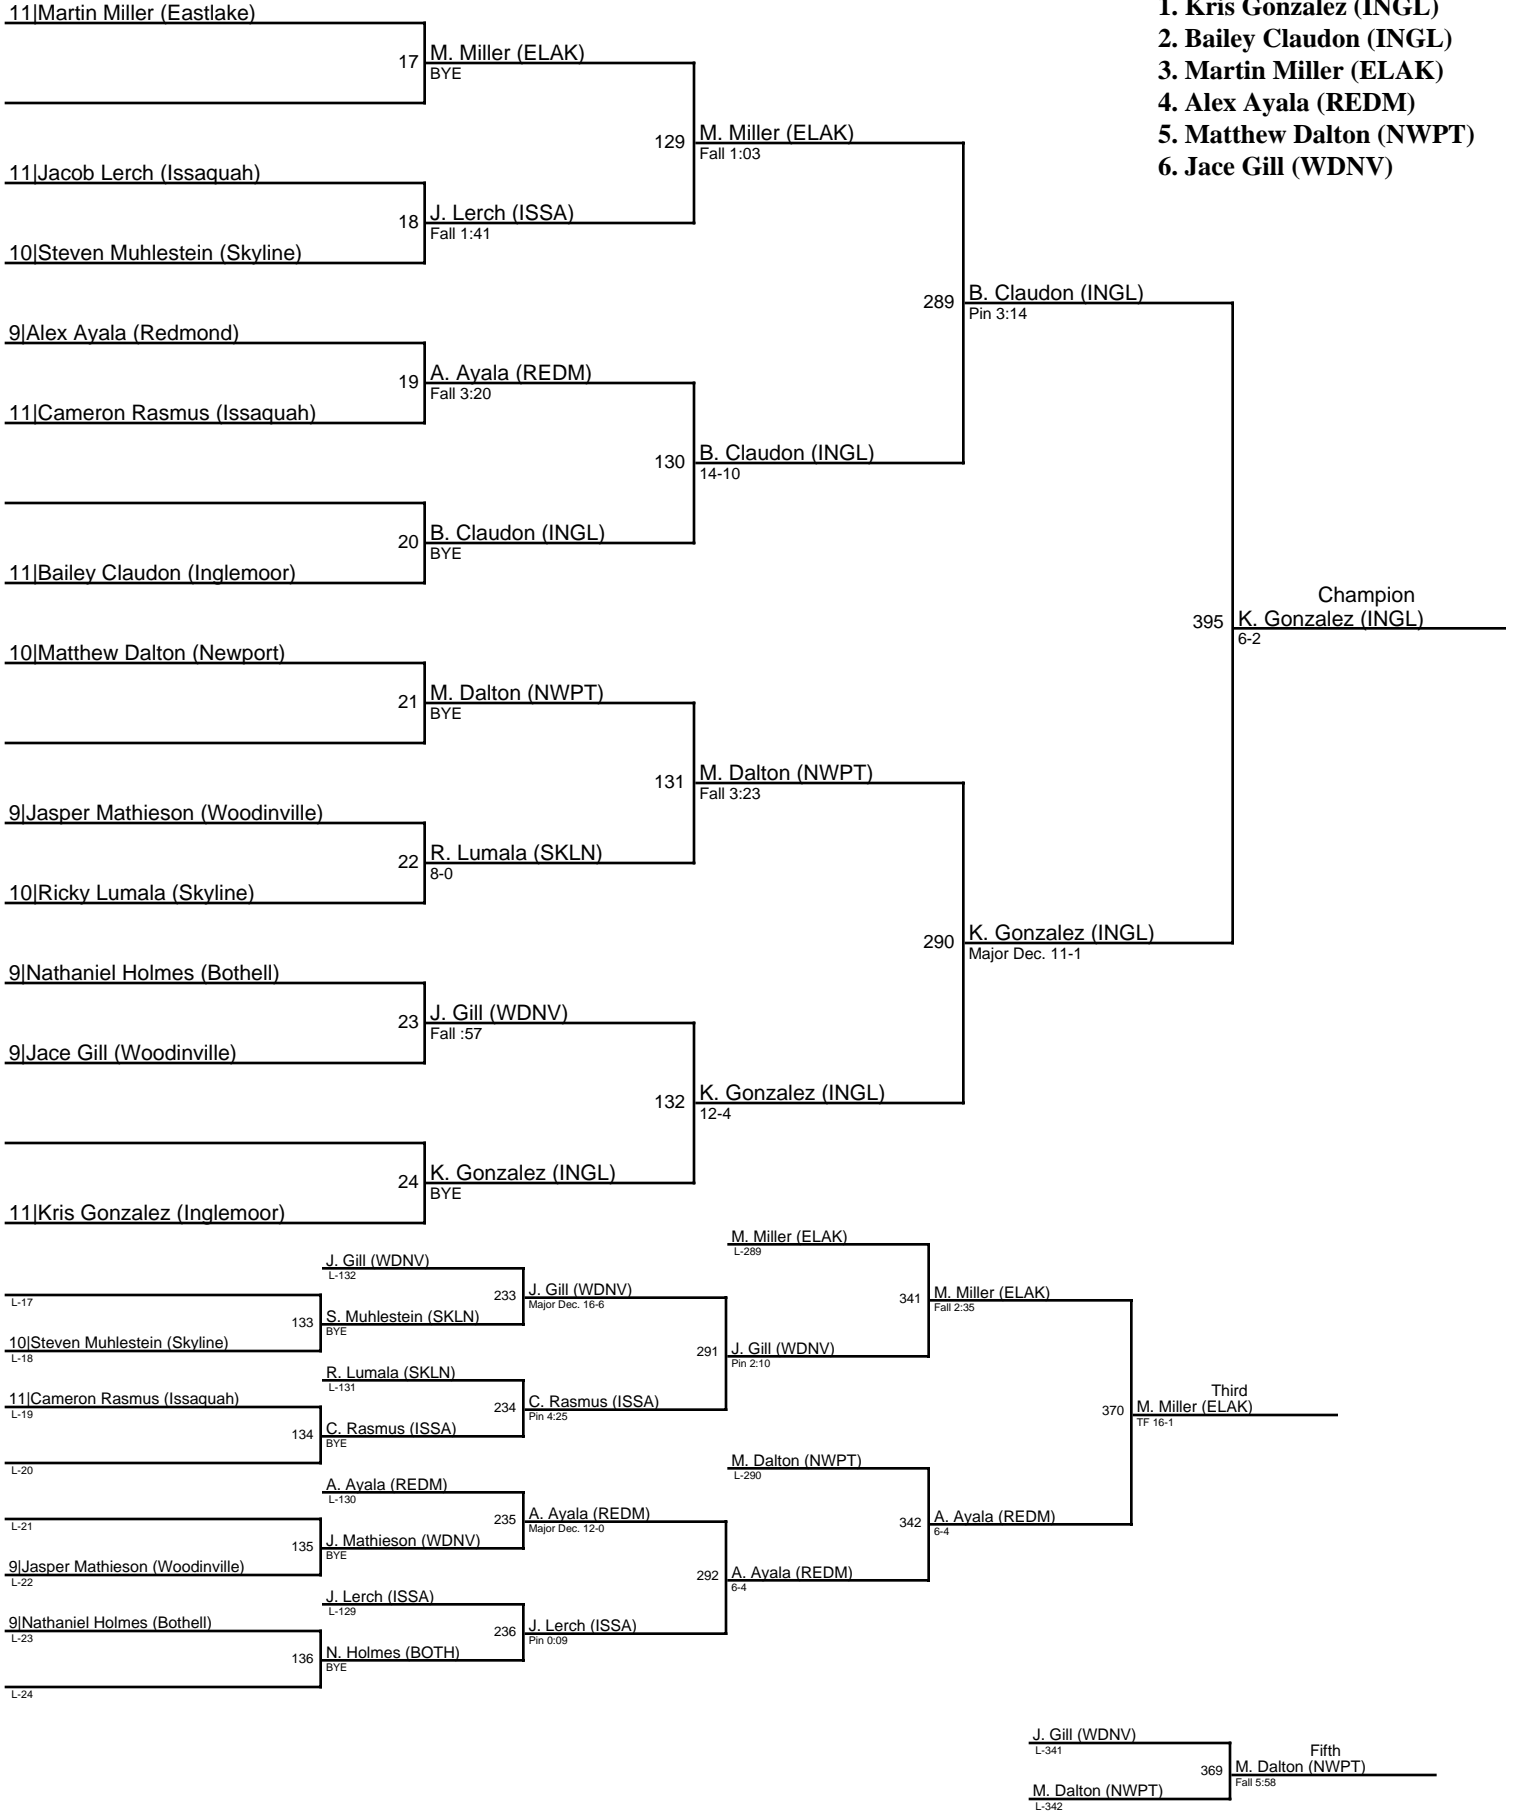 11|Martin Miller (Eastlake)
17
M. Miller (ELAK)
BYE
11|Jacob Lerch (Issaquah)
18
J. Lerch (ISSA)
Fall 1:41
10|Steven Muhlestein (Skyline)
129
M. Miller (ELAK)
Fall 1:03
9|Alex Ayala (Redmond)
19
A. Ayala (REDM)
Fall 3:20
11|Cameron Rasmus (Issaquah)
20
B. Claudon (INGL)
BYE
11|Bailey Claudon (Inglemoor)
130
B. Claudon (INGL)
14-10
289
B. Claudon (INGL)
Pin 3:14
10|Matthew Dalton (Newport)
21
M. Dalton (NWPT)
BYE
9|Jasper Mathieson (Woodinville)
22
R. Lumala (SKLN)
8-0
10|Ricky Lumala (Skyline)
131
M. Dalton (NWPT)
Fall 3:23
9|Nathaniel Holmes (Bothell)
23
J. Gill (WDNV)
Fall :57
9|Jace Gill (Woodinville)
24
K. Gonzalez (INGL)
BYE
11|Kris Gonzalez (Inglemoor)
132
K. Gonzalez (INGL)
12-4
290
K. Gonzalez (INGL)
Major Dec. 11-1
395
Champion
K. Gonzalez (INGL)
6-2
1. Kris Gonzalez (INGL)
2. Bailey Claudon (INGL)
3. Martin Miller (ELAK)
4. Alex Ayala (REDM)
5. Matthew Dalton (NWPT)
6. Jace Gill (WDNV)
L-17
10|Steven Muhlestein (Skyline)
L-18
133
J. Gill (WDNV)
L-132
S. Muhlestein (SKLN)
BYE
233
J. Gill (WDNV)
Major Dec. 16-6
11|Cameron Rasmus (Issaquah)
L-19
L-20
134
R. Lumala (SKLN)
L-131
C. Rasmus (ISSA)
BYE
234
C. Rasmus (ISSA)
Pin 4:25
291
M. Miller (ELAK)
L-289
J. Gill (WDNV)
Pin 2:10
341
M. Miller (ELAK)
Fall 2:35
L-21
9|Jasper Mathieson (Woodinville)
L-22
135
A. Ayala (REDM)
L-130
J. Mathieson (WDNV)
BYE
235
A. Ayala (REDM)
Major Dec. 12-0
9|Nathaniel Holmes (Bothell)
L-23
L-24
136
J. Lerch (ISSA)
L-129
N. Holmes (BOTH)
BYE
236
J. Lerch (ISSA)
Pin 0:09
292
M. Dalton (NWPT)
L-290
A. Ayala (REDM)
6-4
342
A. Ayala (REDM)
6-4
370
Third
M. Miller (ELAK)
TF 16-1
J. Gill (WDNV)
L-341
M. Dalton (NWPT)
L-342
369
Fifth
M. Dalton (NWPT)
Fall 5:58